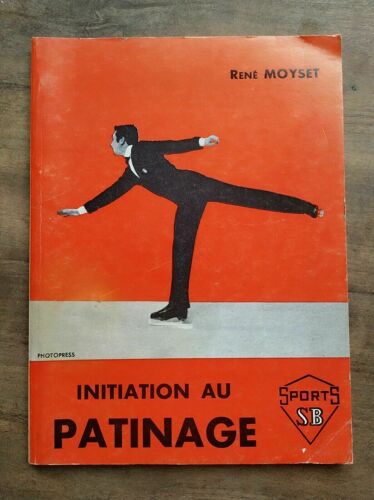 RENÉ MOYSET
PHOTOPRESS
INITIATION AU
PATINAGE
SPORTS
SB